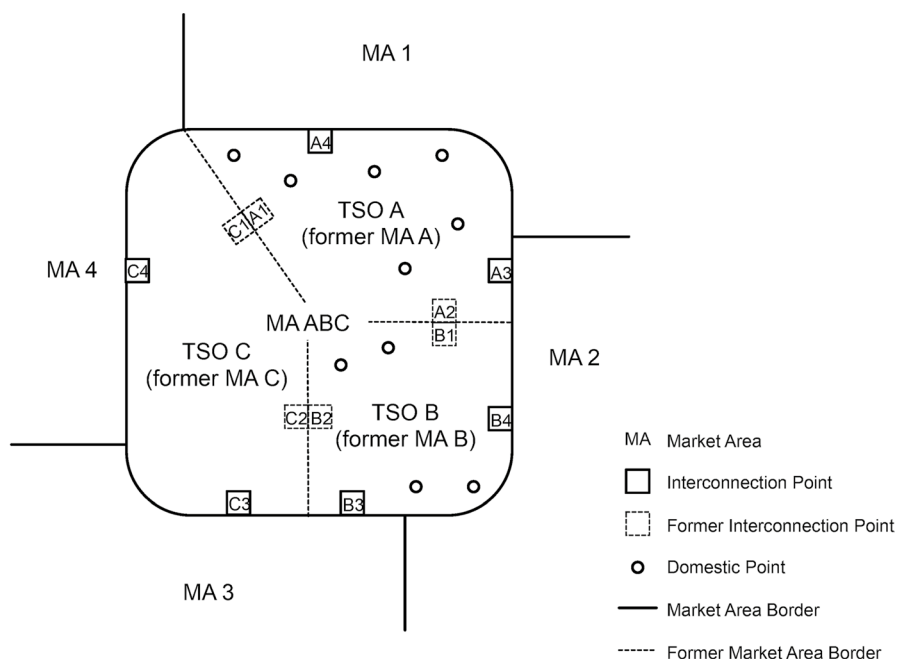 MA 1
A4
C1
A1
TSO A
(former MA A)
MA 4
C4
A3
A2
MA ABC
B1
TSO C
(former MA C)
MA 2
C2
B2
TSO B
(former MA B)
B4
C3
B3
MA 3
MA Market Area
Interconnection Point
Former Interconnection Point
Domestic Point
Market Area Border
Former Market Area Border